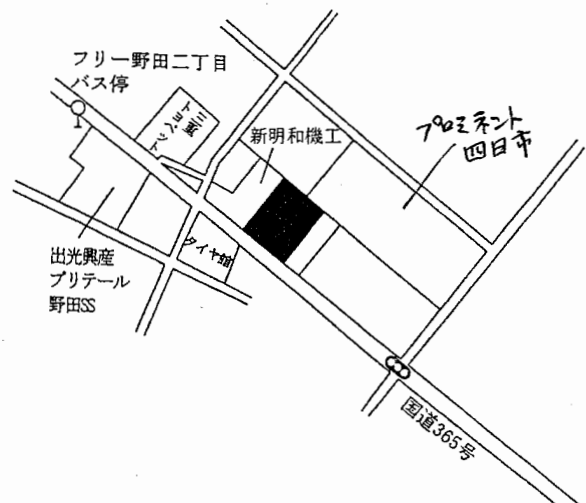 フリー野田二丁目
バス停
三重
トヨペット
新明和機工
プロミネント
四日市
出光興産
プリテール
野田SS
タイヤ館
国道365号